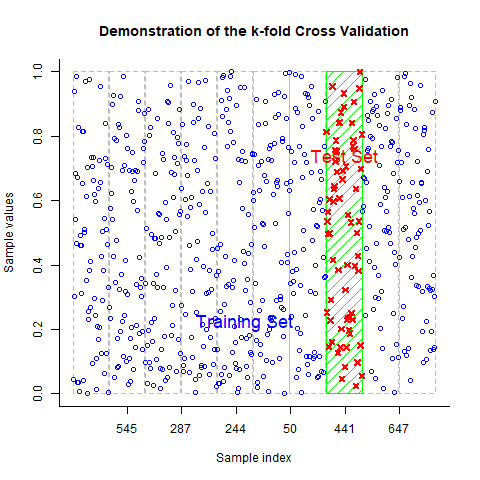 Demonstration of the k-fold Cross Validation
1.0
0.8
Test Set
0.6
Sample values
0.4
Training Set
0.2
0.0
545 287 244 50 441 647
Sample index